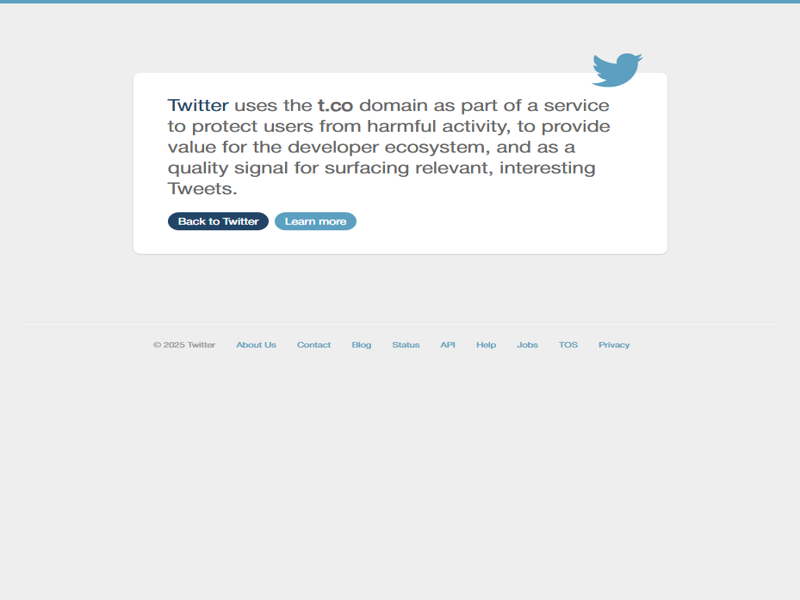 Twitter uses the t.co domain as part of a service
to protect users from harmful activity, to provide
value for the developer ecosystem, and as a
quality signal for surfacing relevant, interesting
Tweets.
Back to Twitter Learn more
© 2025 Twitter About Us Contact Blog Status API Help Jobs TOS Privacy